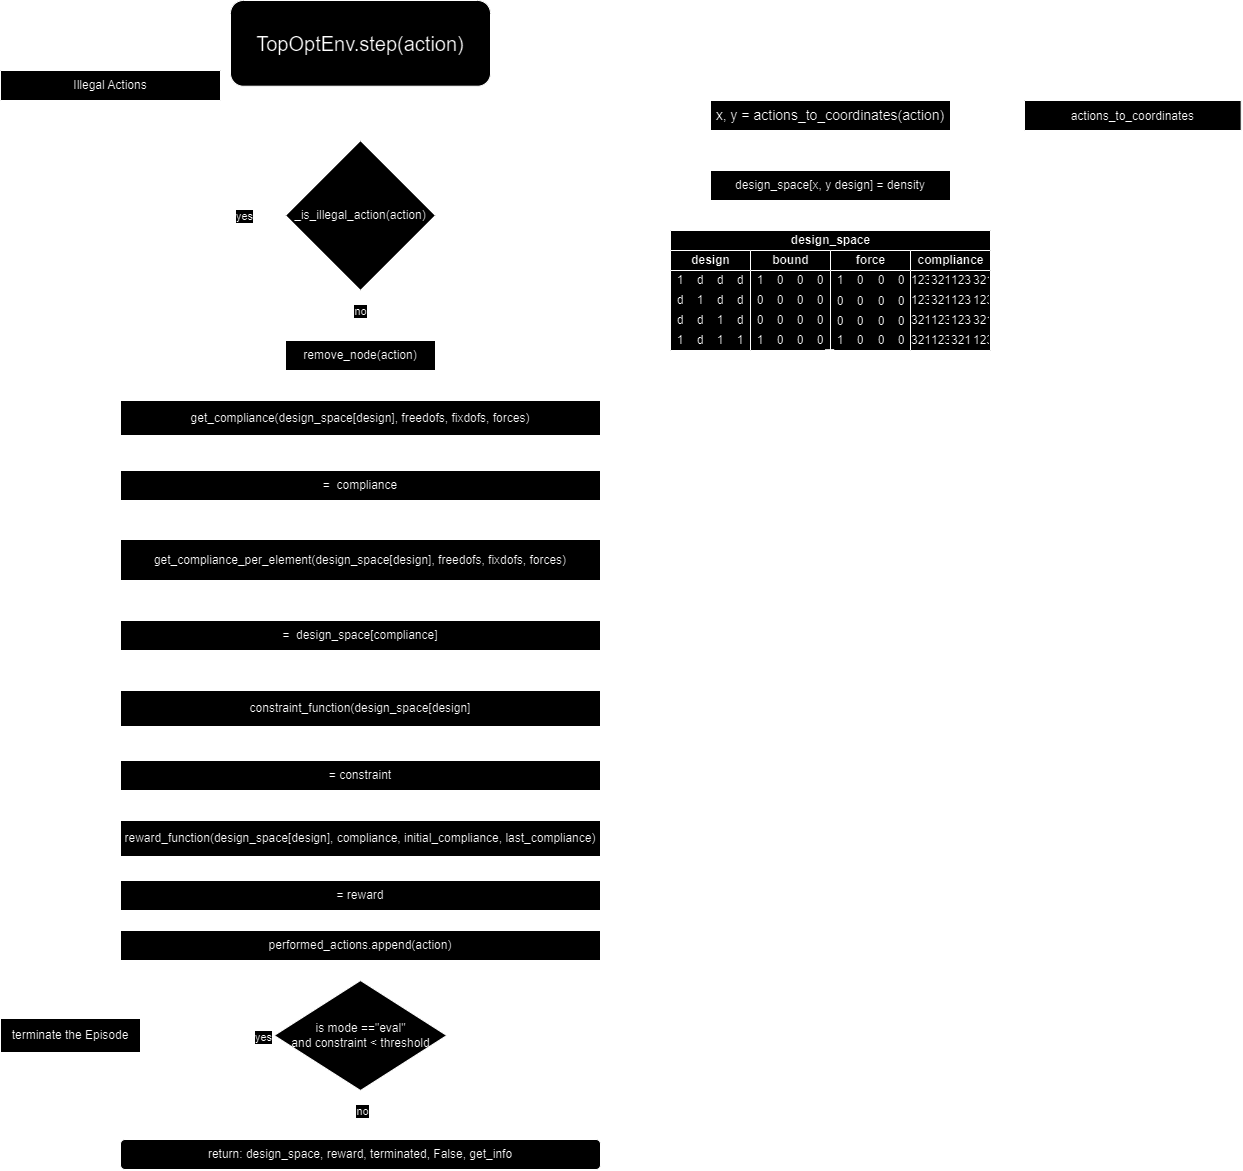 TopOptEnv.step(action)
Illegal Actions
x, y = actions_to_coordinates(action)
actions_to_coordinates
_is_illegal_action(action)
yes
design_space[x, y design] = density
no
remove_node(action)
design_space
design bound force compliance
1 d d d 1 0 0 0 1 0 0 0 123 321 123 321
d 1 d d 0 0 0 0 0 0 0 0 123 321 123 123
d d 1 d 0 0 0 0 0 0 0 0 321 123 123 321
1 d 1 1 1 0 0 0 1 0 0 0 321 123 321 123
get_compliance(design_space[design], freedofs, fixdofs, forces)
= compliance
get_compliance_per_element(design_space[design], freedofs, fixdofs, forces)
= design_space[compliance]
constraint_function(design_space[design]
= constraint
reward_function(design_space[design], compliance, initial_compliance, last_compliance)
= reward
performed_actions.append(action)
is mode =="eval"
and constraint < threshold
yes
terminate the Episode
no
return: design_space, reward, terminated, False, get_info